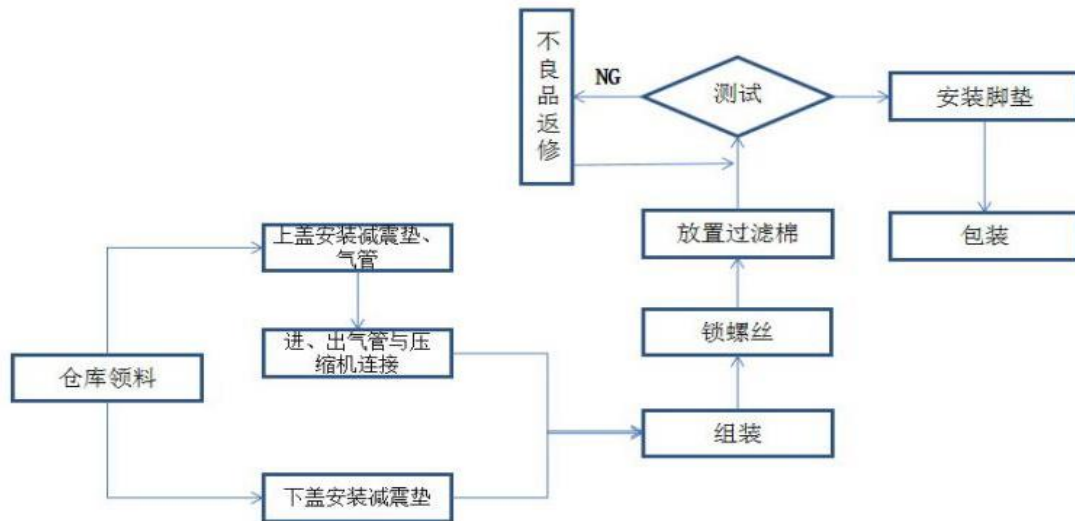 不良品返修
NG
测试
安装脚垫
上盖安装减震垫、
气管
放置过滤棉
包装
进、出气管与压
缩机连接
锁螺丝
仓库领料
组装
下盖安装减震垫